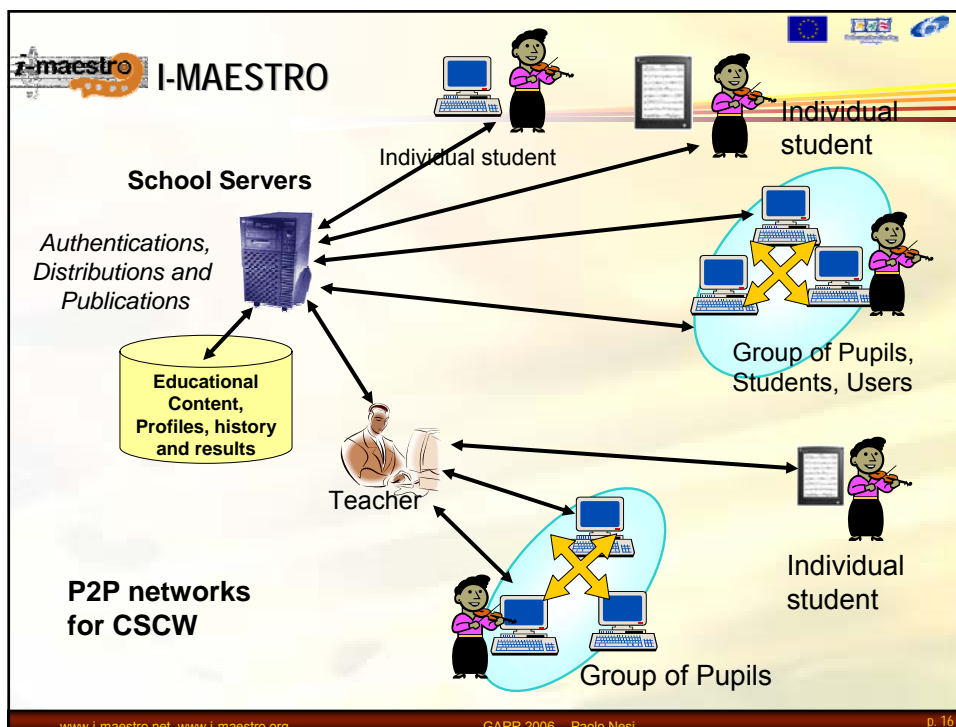 i-maestro
I-MAESTRO
Individual student
Individual
student
School Servers
Authentications,
Distributions and
Publications
Educational
Content,
Profiles, history
and results
Group of Pupils,
Students, Users
Teacher
Individual
student
P2P networks
for CSCW
Group of Pupils
www.i-maestro.net, www.i-maestro.org
GARR 2006 Paolo Nesi
p. 16